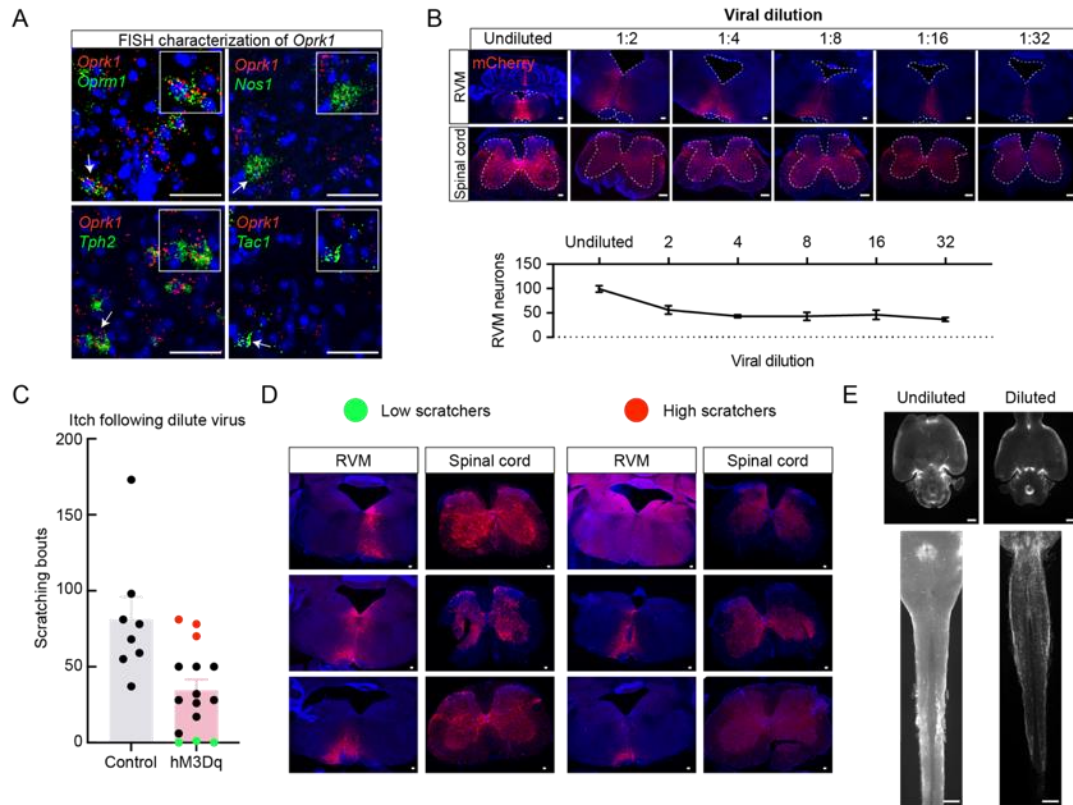 A
FISH characterization of Oprk1
Oprk1
Oprm1
Oprk1
Nos1
Oprk1
Tph2
Oprk1
Tac1
B
Viral dilution
Undiluted
1:2
1:4
1:8
1:16
1:32
RVM
mCherry
Spinal cord
Undiluted
2
4
8
16
32
RVM neurons
150
100
50
0
Viral dilution
C
Itch following dilute virus
Scratching bouts
200
150
100
50
0
Control
hM3Dq
D
Low scratchers
High scratchers
RVM
Spinal cord
RVM
Spinal cord
E
Undiluted
Diluted